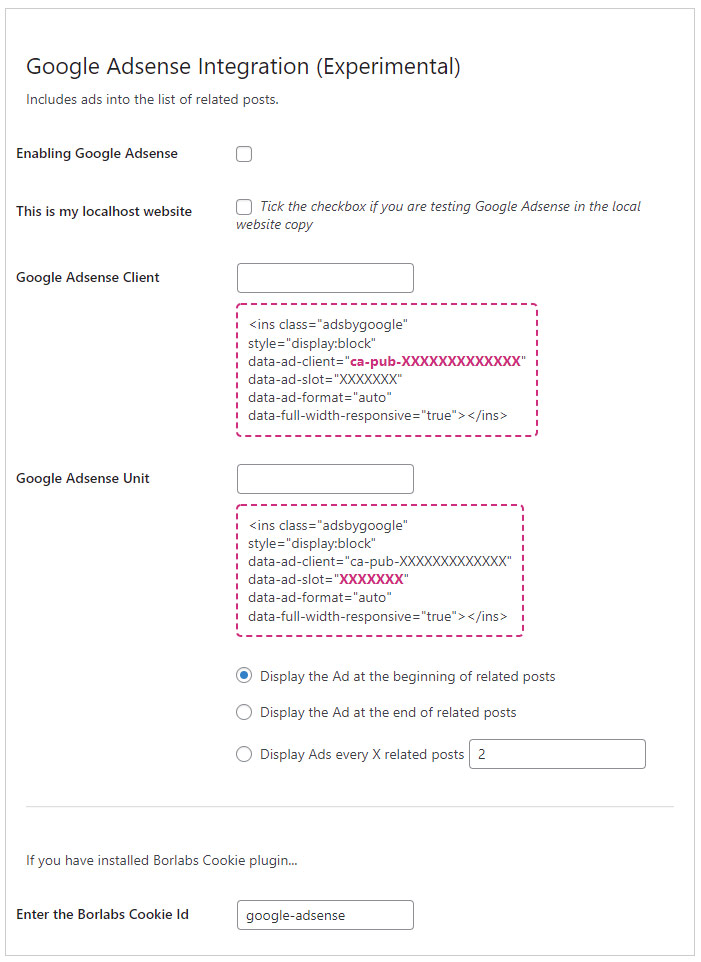 Google Adsense Integration (Experimental)
Includes ads into the list of related posts.
Enabling Google Adsense
This is my localhost website
Tick the checkbox if you are testing Google Adsense in the local
website copy
Google Adsense Client
<ins class="adsbygoogle"
style="display:block"
data-ad-client="ca-pub-XXXXXXXXXXXXX"
data-ad-slot="XXXXXXX"
data-ad-format="auto"
data-full-width-responsive="true"></ins>
Google Adsense Unit
<ins class="adsbygoogle"
style="display:block"
data-ad-client="ca-pub-XXXXXXXXXXXXX"
data-ad-slot="XXXXXXX"
data-ad-format="auto"
data-full-width-responsive="true"></ins>
Display the Ad at the beginning of related posts
Display the Ad at the end of related posts
Display Ads every X related posts 2
If you have installed Borlabs Cookie plugin...
Enter the Borlabs Cookie Id
google-adsense